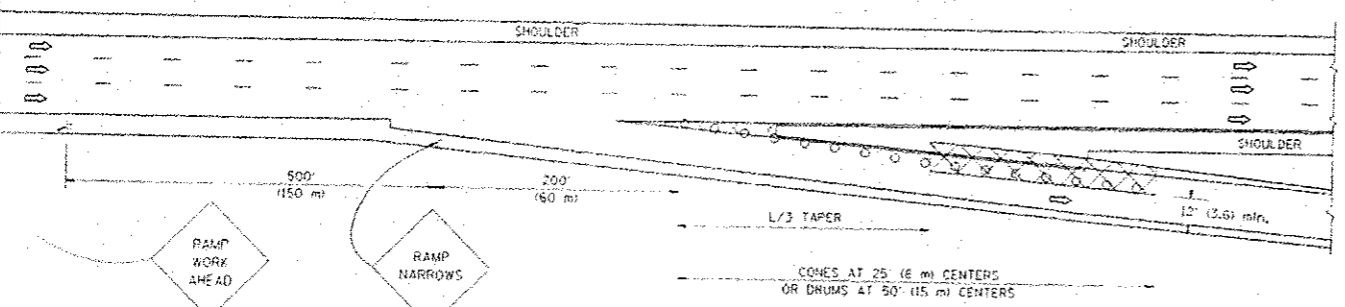 SHOULDER
SHOULDER
SHOULDER
500'
(150 m)
200'
(60 m)
12' (3.6) min.
L/3 TAPER
RAMP
WORK
AHEAD
RAMP
NARROWS
CONES AT 25' (8 m) CENTERS
OR DRUMS AT 50' (15 m) CENTERS